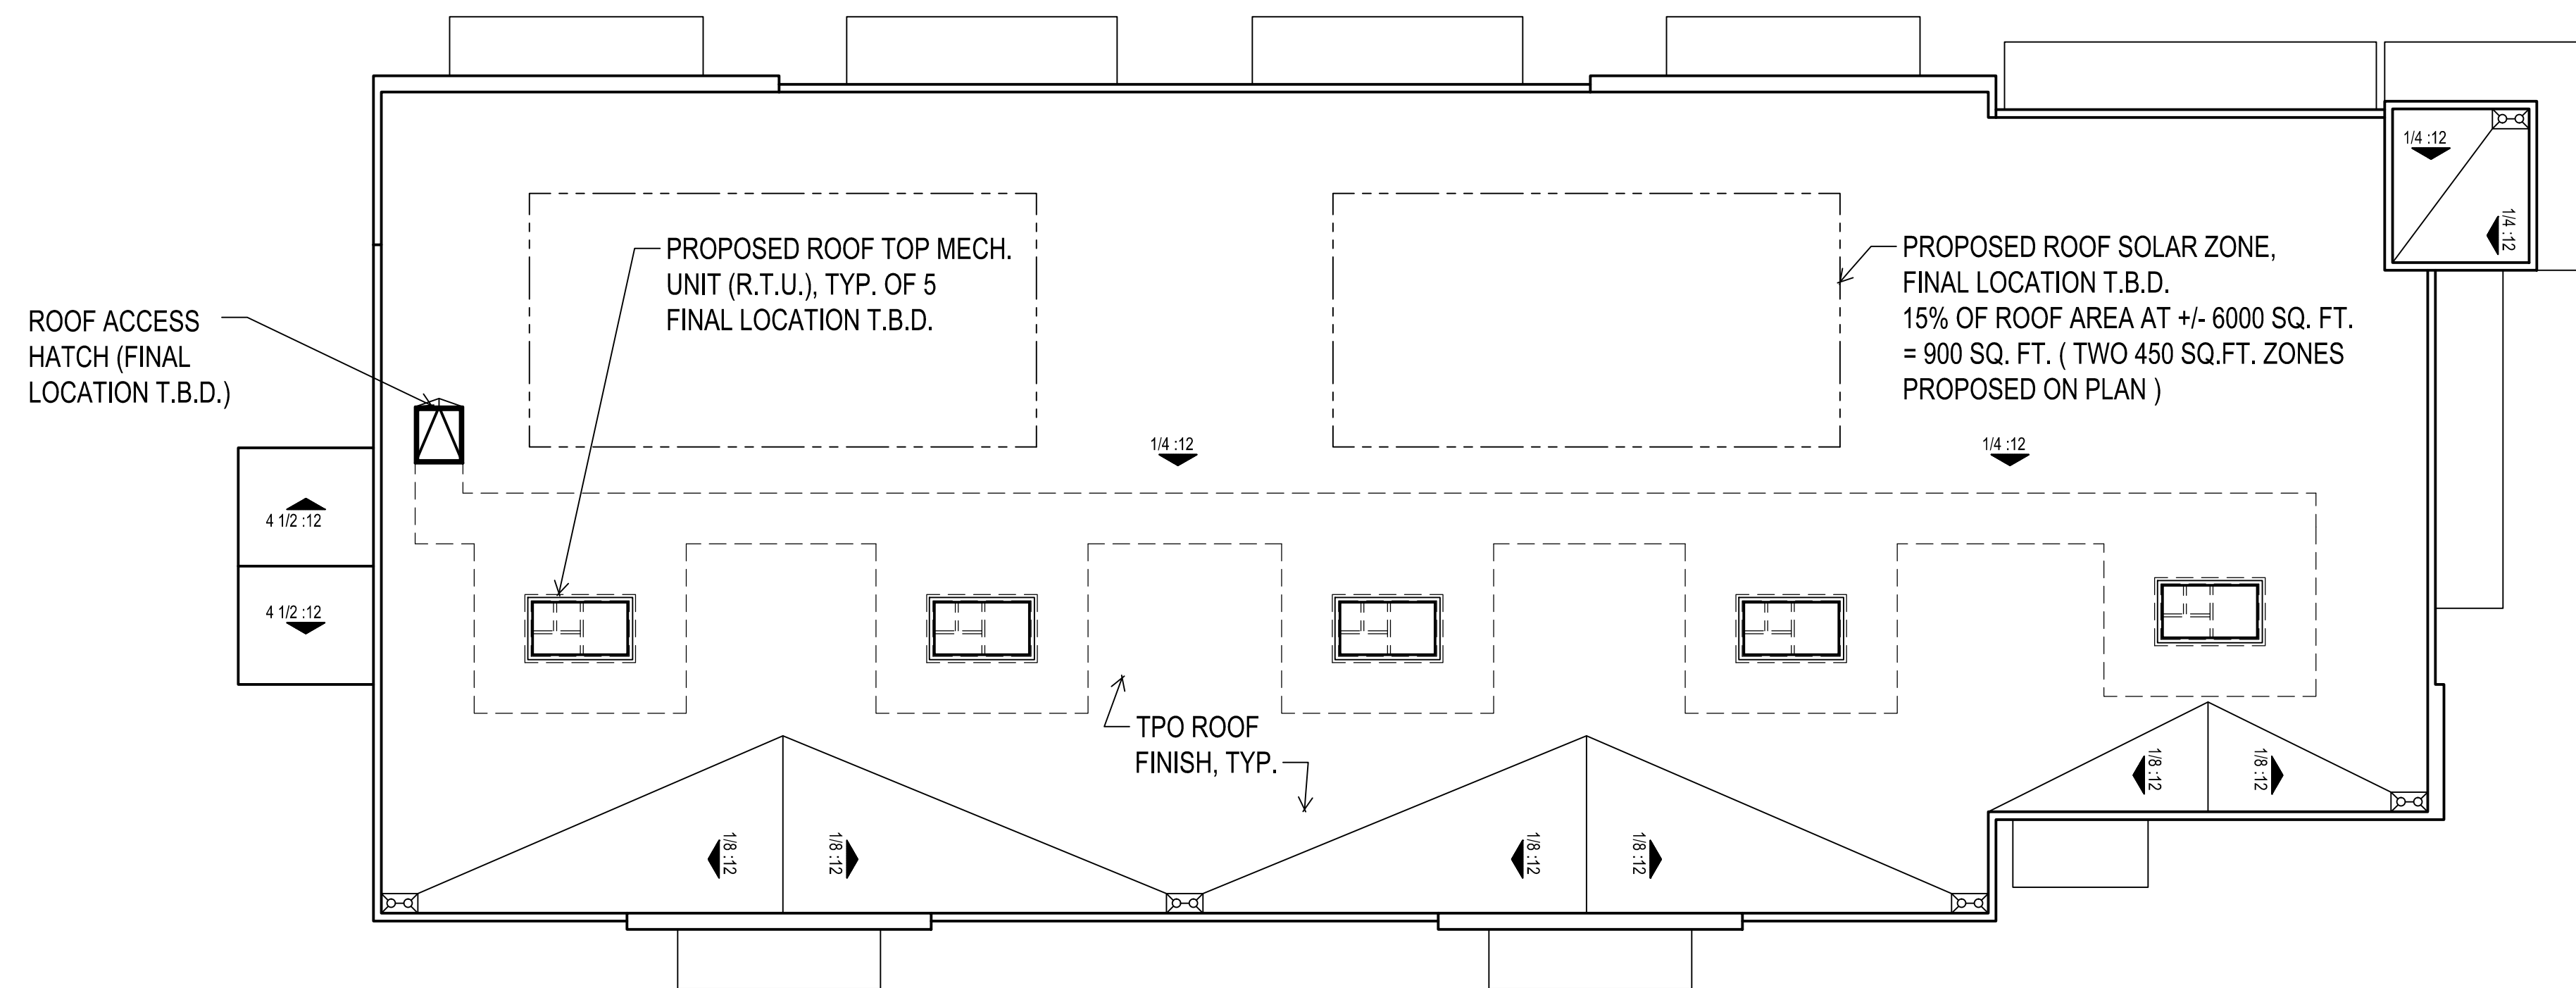 1/4 :12
1/4 :12
PROPOSED ROOF TOP MECH.
UNIT (R.T.U.), TYP. OF 5
FINAL LOCATION T.B.D.
PROPOSED ROOF SOLAR ZONE,
FINAL LOCATION T.B.D.
15% OF ROOF AREA AT +/- 6000 SQ. FT.
= 900 SQ. FT. ( TWO 450 SQ.FT. ZONES
PROPOSED ON PLAN )
ROOF ACCESS
HATCH (FINAL
LOCATION T.B.D.)
1/4 :12
1/4 :12
4 1/2 :12
4 1/2 :12
TPO ROOF
FINISH, TYP.
1/8 :12
1/8 :12
1/8 :12
1/8 :12
1/8 :12
1/8 :12